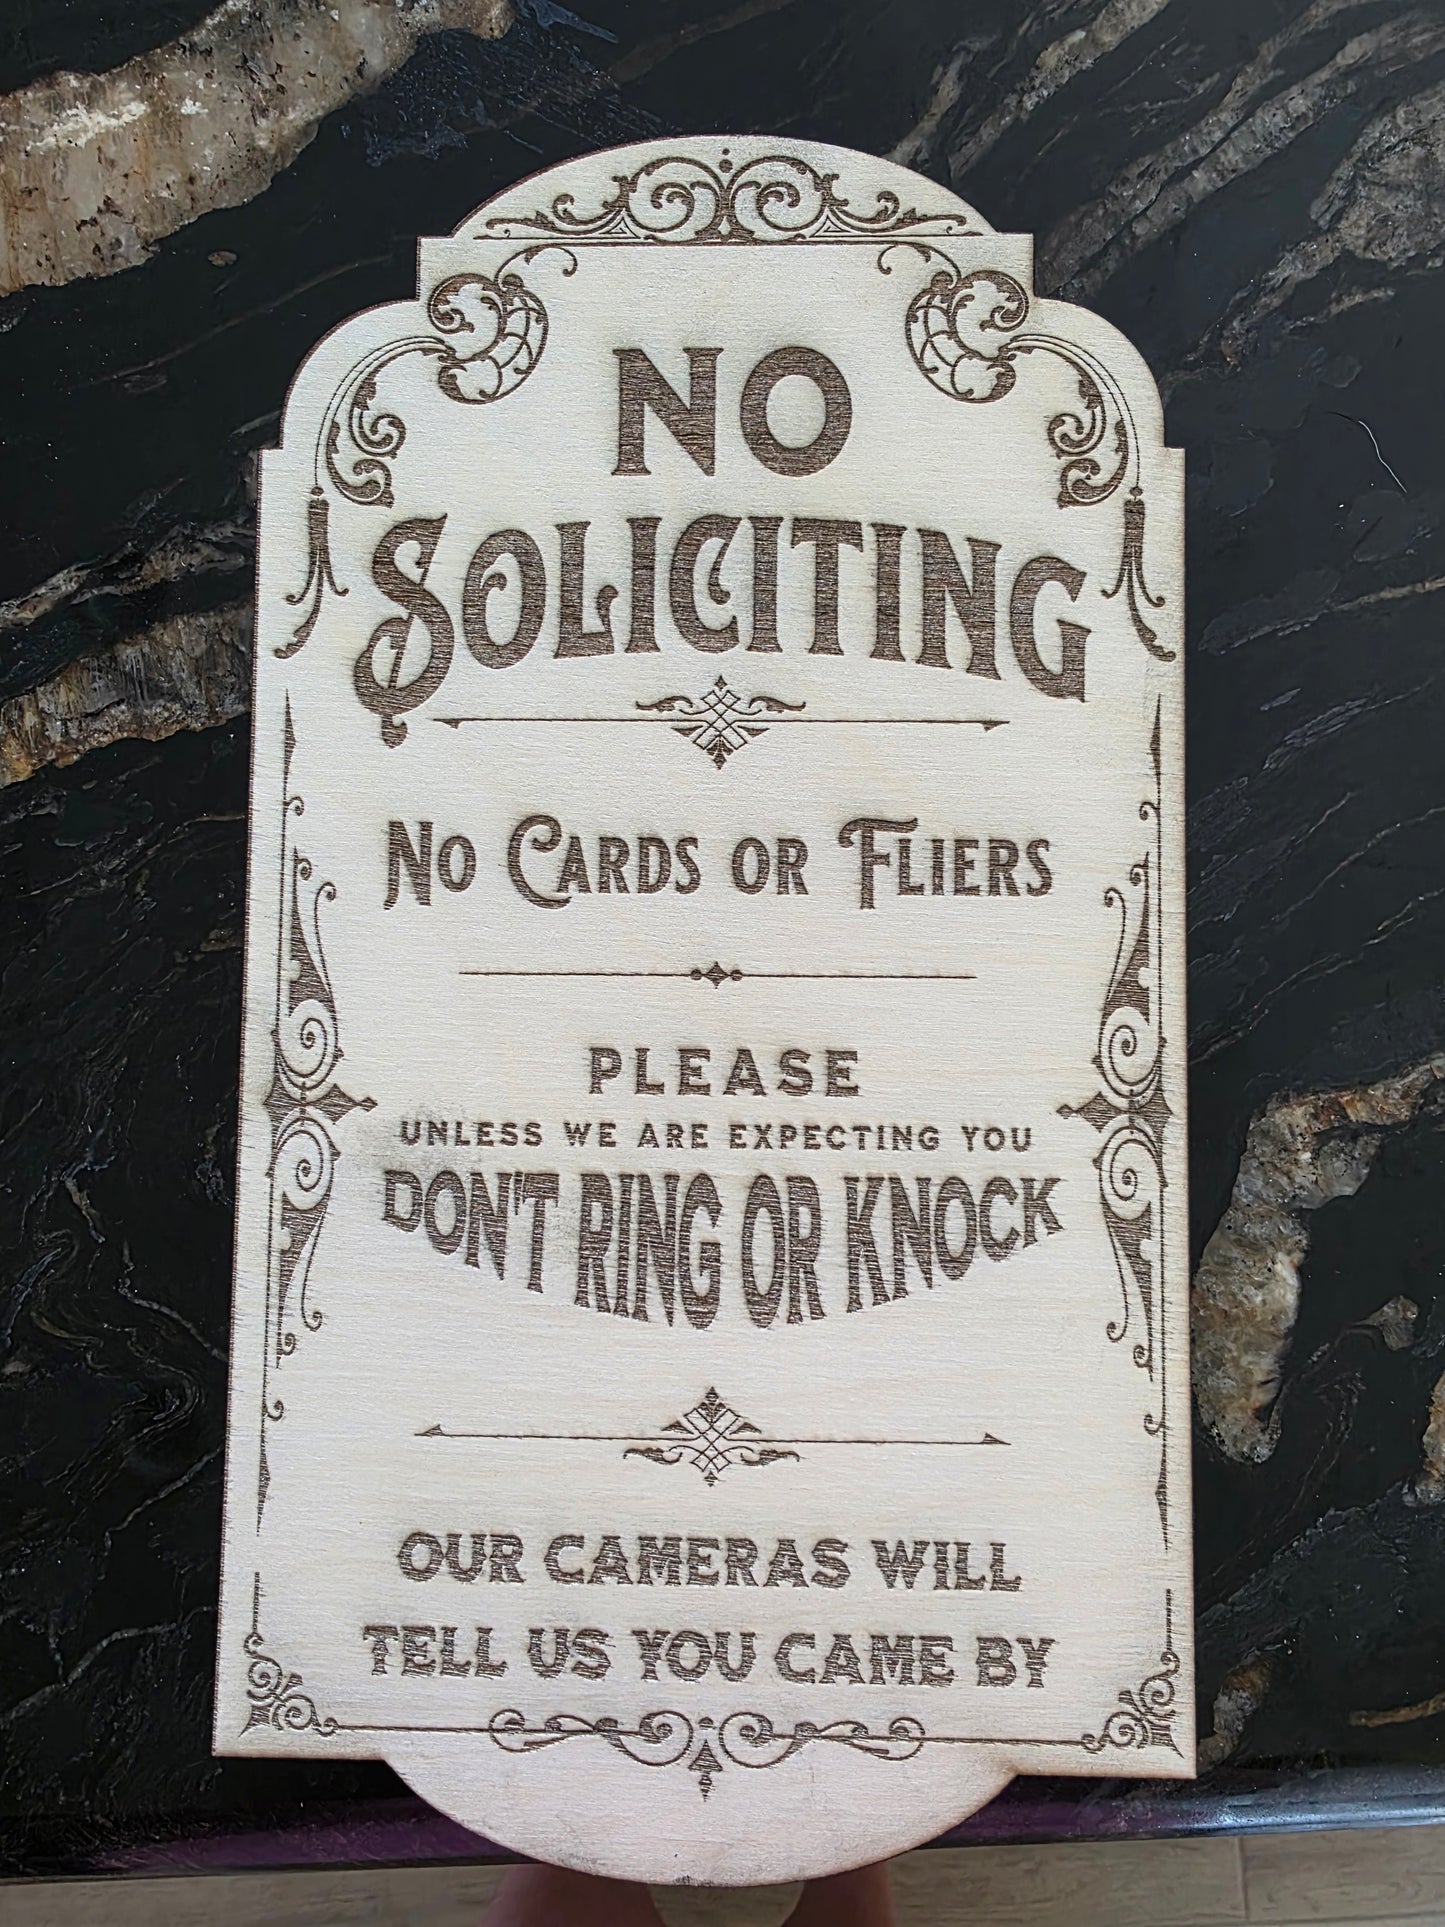 NO
SOLICITING
NO CARDS OR FLIERS
PLEASE
UNLESS WE ARE EXPECTING YOU
DON'T RING OR KNOCK
OUR CAMERAS WILL
TELL US YOU CAME BY